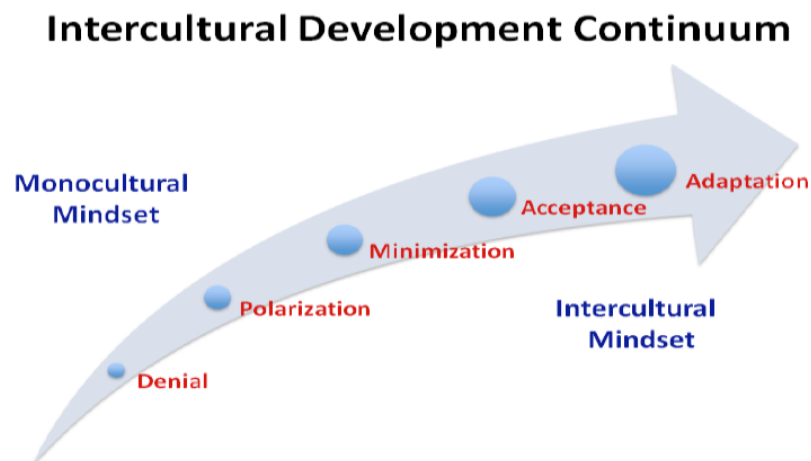 Intercultural Development Continuum
Monocultural
Mindset
Adaptation
Acceptance
Minimization
Polarization
Intercultural
Mindset
Denial